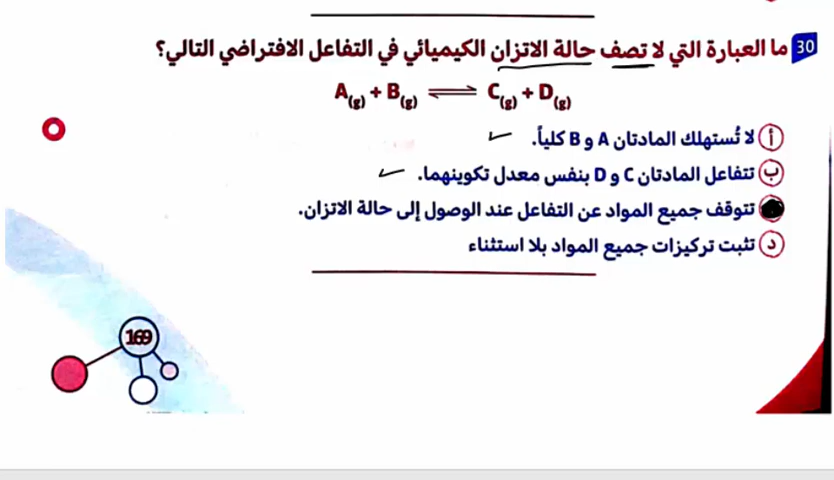 30 ما العبارة التي لا تصف حالة الاتزان الكيميائي في التفاعل الافتراضي التالي؟
A(g) + B(g) ⇌ C(g) + D(g)
أ لا تُستهلك المادتان A و B كلياً.
ب تتفاعل المادتان C و D بنفس معدل تكوينهما.
تتوقف جميع المواد عن التفاعل عند الوصول إلى حالة الاتزان.
د تثبت تركيزات جميع المواد بلا استثناء
169